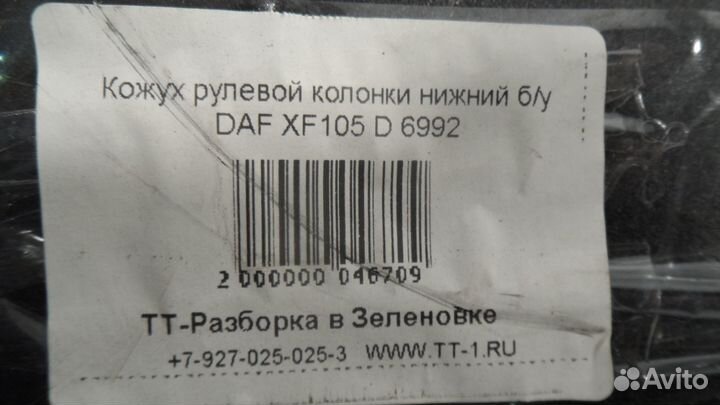 Кожух рулевой колонки нижний б/у
DAF XF105 D 6992
2 000000 046709
ТТ-Разборка в Зеленовке
+7-927-025-025-3 WWW.TT-1.RU
Avito